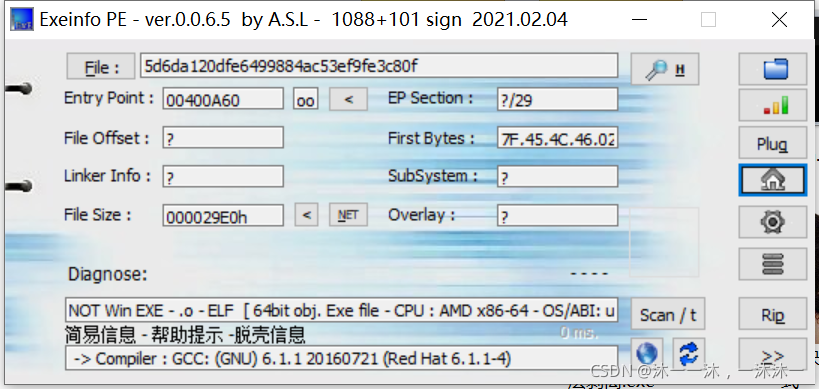 Exeinfo PE - ver.0.0.6.5 by A.S.L - 1088+101 sign 2021.02.04
File : 5d6da120dfe6499884ac53ef9fe3c80f H
Entry Point : 00400A60 oo < EP Section : ?/29
File Offset : ? First Bytes : 7F.45.4C.46.02 Plug
Linker Info : ? SubSystem : ?
File Size : 000029E0h < NET Overlay : ?
Diagnose: - - - -
NOT Win EXE - .o - ELF [ 64bit obj. Exe file - CPU : AMD x86-64 - OS/ABI: u Scan / t Rip
简易信息 - 帮助提示 -脱壳信息 0 ms.
-> Compiler : GCC: (GNU) 6.1.1 20160721 (Red Hat 6.1.1-4) >>
CSDN @沐一 一沐，一沐沐一